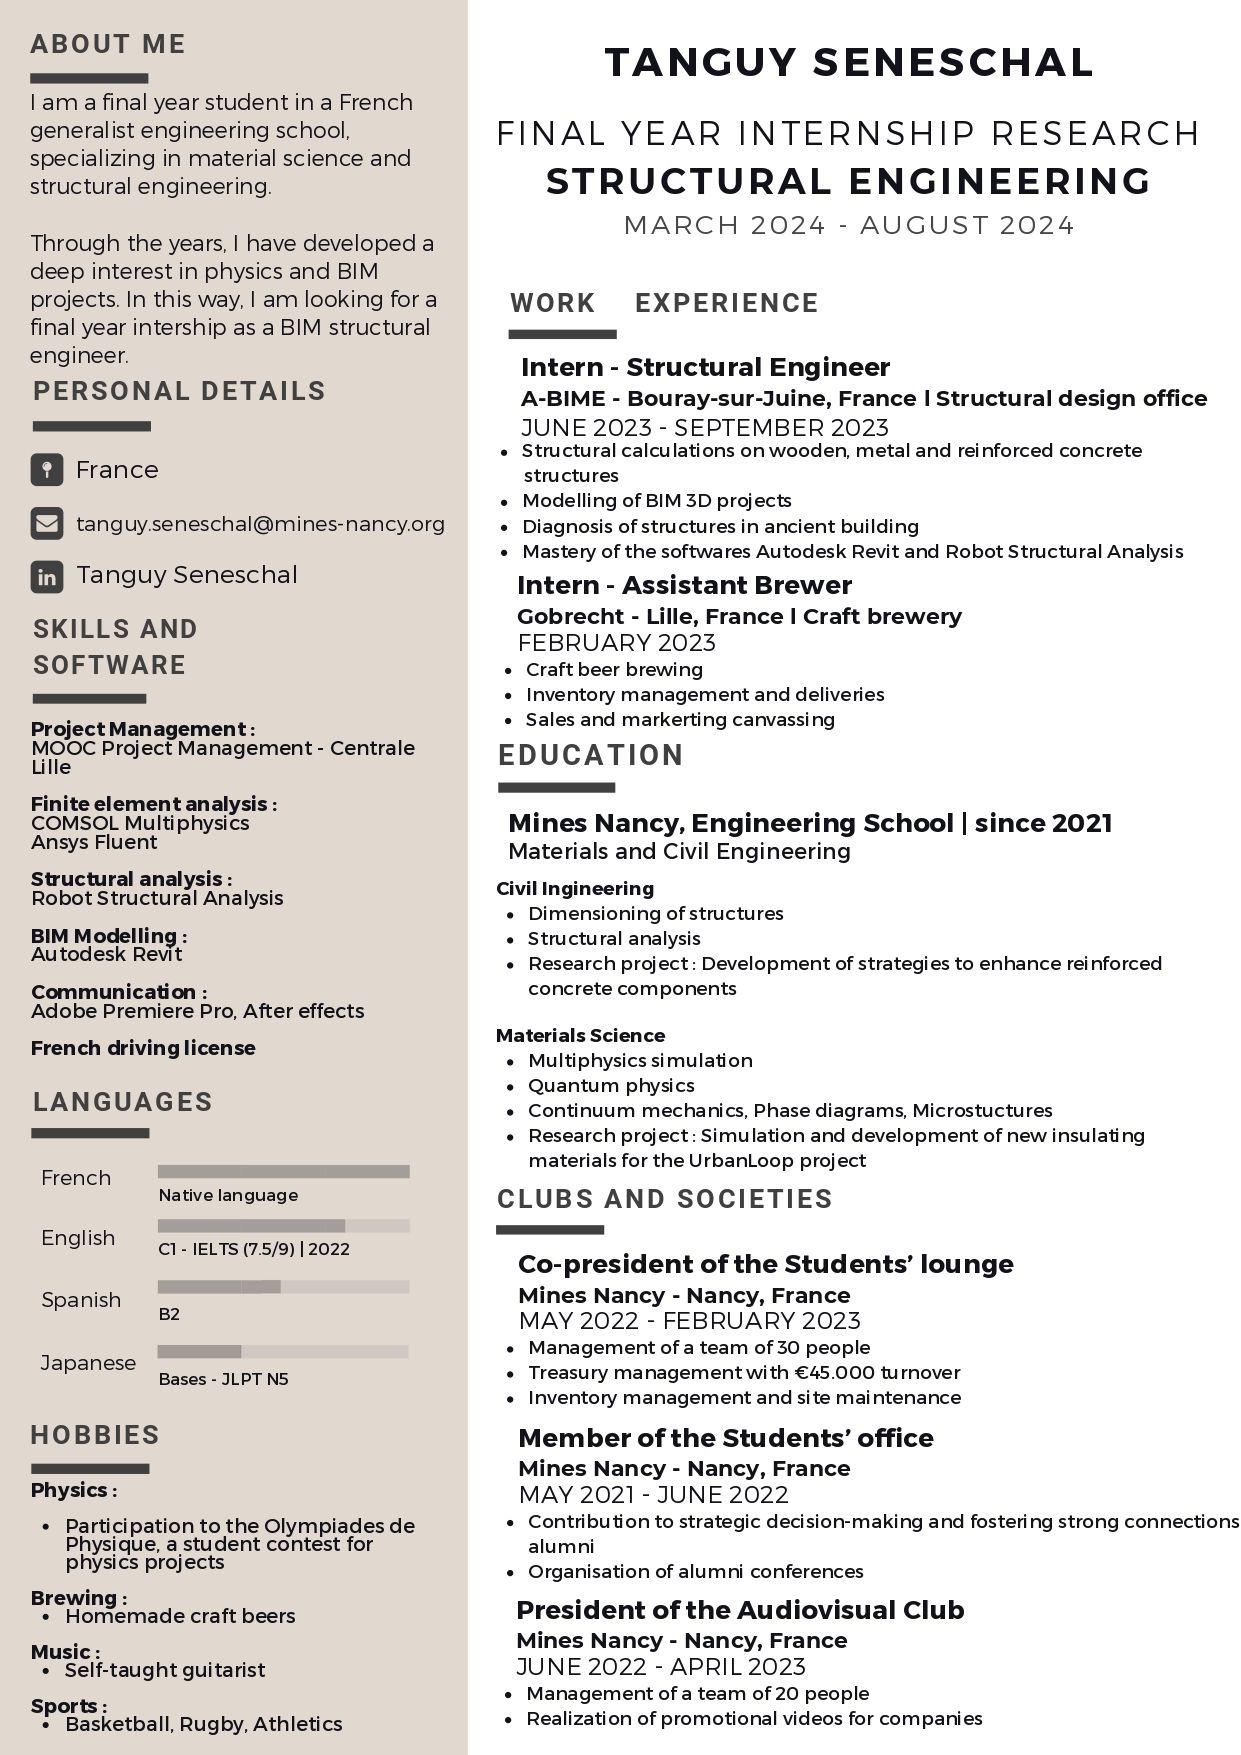 ABOUT ME
I am a final year student in a French
generalist engineering school,
specializing in material science and
structural engineering.
Through the years, I have developed a
deep interest in physics and BIM
projects. In this way, I am looking for a
final year intership as a BIM structural
engineer.
PERSONAL DETAILS
France
tanguy.seneschal@mines-nancy.org
in Tanguy Seneschal
SKILLS AND
SOFTWARE
Project Management :
MOOC Project Management - Centrale
Lille
Finite element analysis :
COMSOL Multiphysics
Ansys Fluent
Structural analysis :
Robot Structural Analysis
BIM Modelling :
Autodesk Revit
Communication :
Adobe Premiere Pro, After effects
French driving license
LANGUAGES
French
Native language
English
C1 - IELTS (7.5/9) | 2022
Spanish
B2
Japanese
Bases - JLPT N5
HOBBIES
Physics :
• Participation to the Olympiades de
Physique, a student contest for
physics projects
Brewing :
• Homemade craft beers
Music :
• Self-taught guitarist
Sports :
• Basketball, Rugby, Athletics
TANGUY SENESCHAL
FINAL YEAR INTERNSHIP RESEARCH
STRUCTURAL ENGINEERING
MARCH 2024 - AUGUST 2024
WORK EXPERIENCE
Intern - Structural Engineer
A-BIME - Bouray-sur-Juine, France l Structural design office
JUNE 2023 - SEPTEMBER 2023
• Structural calculations on wooden, metal and reinforced concrete
structures
• Modelling of BIM 3D projects
• Diagnosis of structures in ancient building
• Mastery of the softwares Autodesk Revit and Robot Structural Analysis
Intern - Assistant Brewer
Gobrecht - Lille, France l Craft brewery
FEBRUARY 2023
• Craft beer brewing
• Inventory management and deliveries
• Sales and markerting canvassing
EDUCATION
Mines Nancy, Engineering School | since 2021
Materials and Civil Engineering
Civil Ingineering
• Dimensioning of structures
• Structural analysis
• Research project : Development of strategies to enhance reinforced
concrete components
Materials Science
• Multiphysics simulation
• Quantum physics
• Continuum mechanics, Phase diagrams, Microstuctures
• Research project : Simulation and development of new insulating
materials for the UrbanLoop project
CLUBS AND SOCIETIES
Co-president of the Students’ lounge
Mines Nancy - Nancy, France
MAY 2022 - FEBRUARY 2023
• Management of a team of 30 people
• Treasury management with €45.000 turnover
• Inventory management and site maintenance
Member of the Students’ office
Mines Nancy - Nancy, France
MAY 2021 - JUNE 2022
• Contribution to strategic decision-making and fostering strong connections
alumni
• Organisation of alumni conferences
President of the Audiovisual Club
Mines Nancy - Nancy, France
JUNE 2022 - APRIL 2023
• Management of a team of 20 people
• Realization of promotional videos for companies